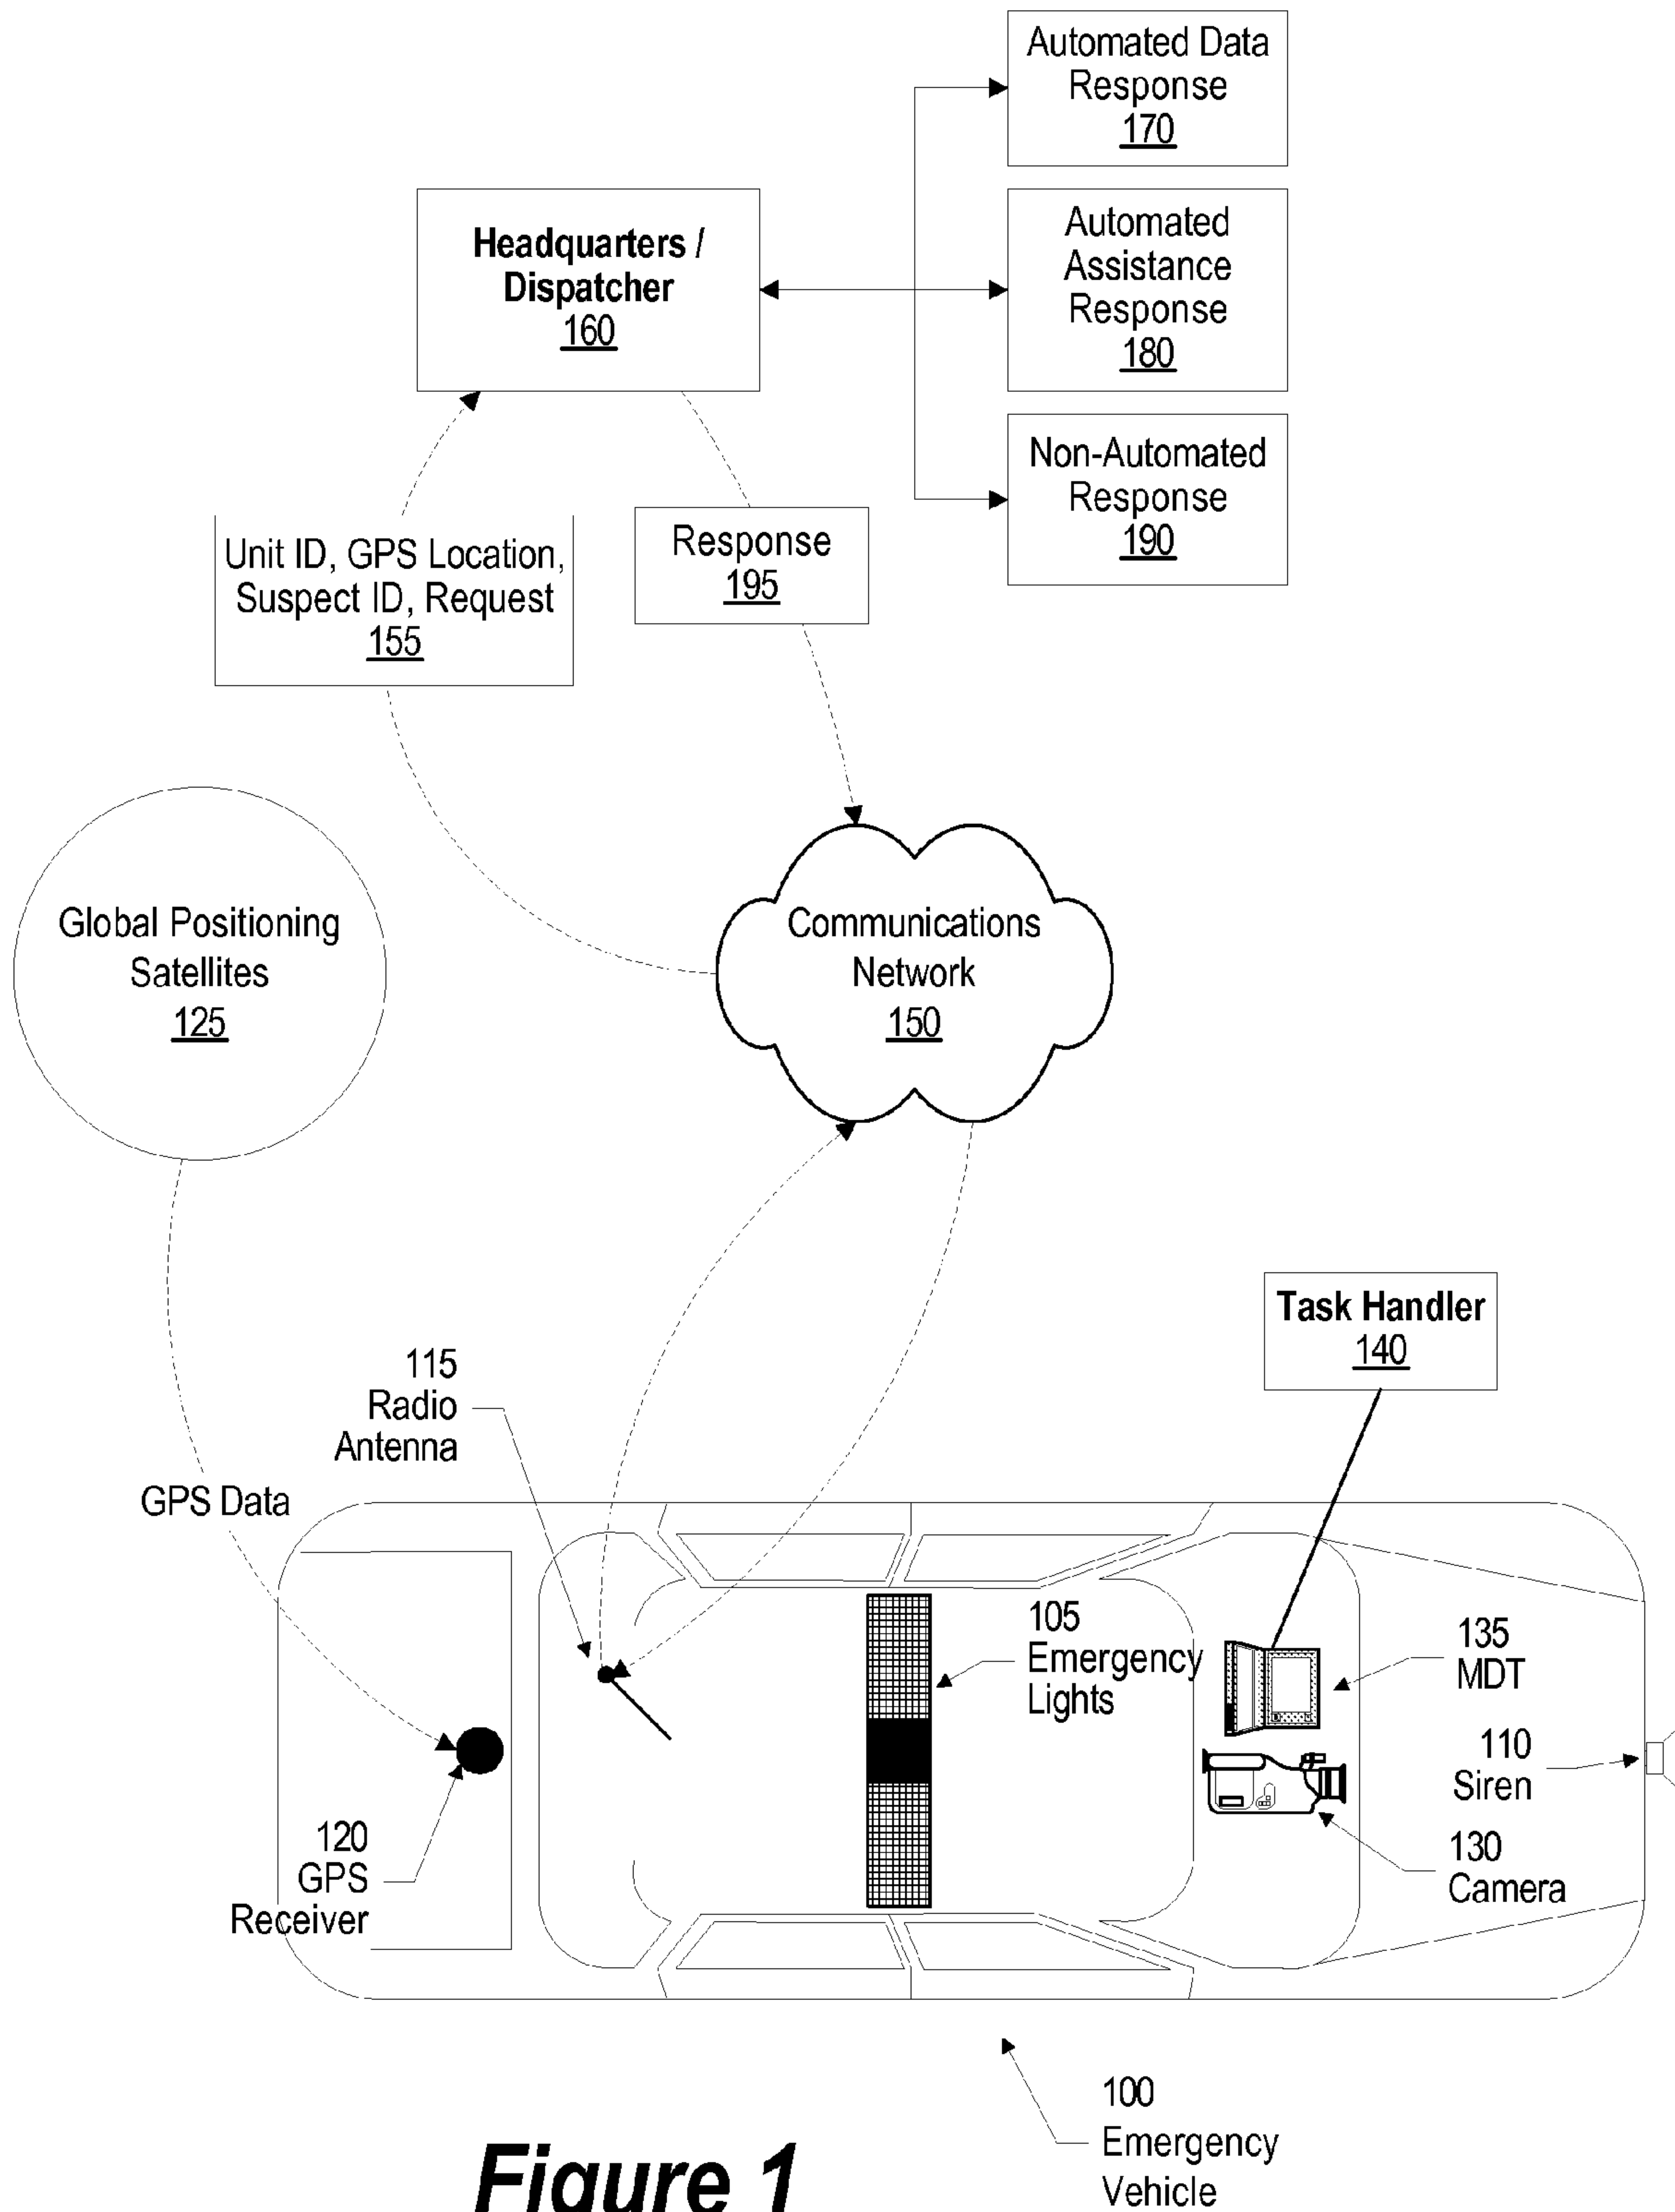 Automated Data
Response
170
Headquarters /
Dispatcher
160
Automated
Assistance
Response
180
Non-Automated
Response
190
Unit ID, GPS Location,
Suspect ID, Request
155
Response
195
Global Positioning
Satellites
125
Communications
Network
150
Task Handler
140
115
Radio
Antenna
GPS Data
105
Emergency
Lights
135
MDT
110
Siren
120
GPS
Receiver
130
Camera
100
Emergency
Vehicle
Figure 1